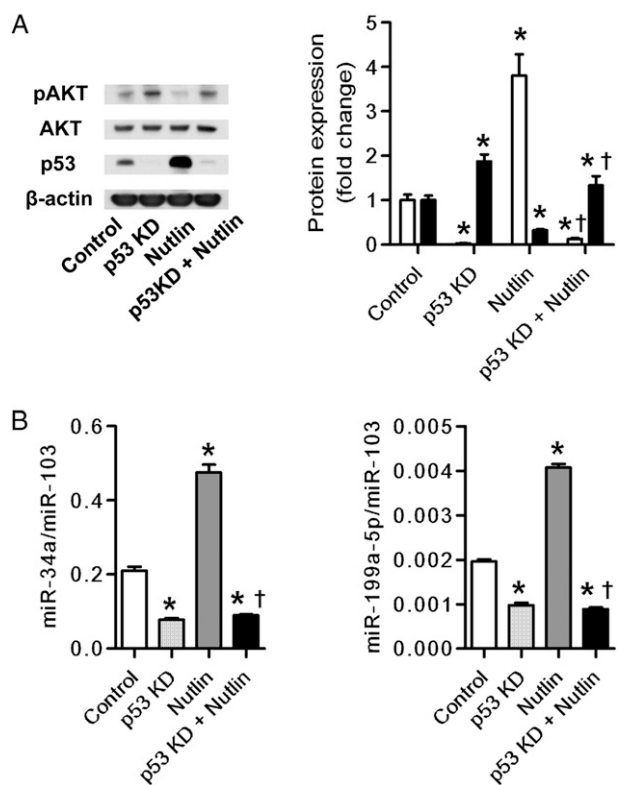 A
pAKT
AKT
p53
β-actin
Control
p53 KD
Nutlin
p53KD + Nutlin
Protein expression
(fold change)
5
4
3
2
1
0
*
*
*
*
*†
*†
Control
p53 KD
Nutlin
p53 KD + Nutlin
B
miR-34a/miR-103
0.6
0.4
0.2
0.0
*
*
*†
Control
p53 KD
Nutlin
p53 KD + Nutlin
miR-199a-5p/miR-103
0.005
0.004
0.003
0.002
0.001
0.000
*
*
*†
Control
p53 KD
Nutlin
p53 KD + Nutlin